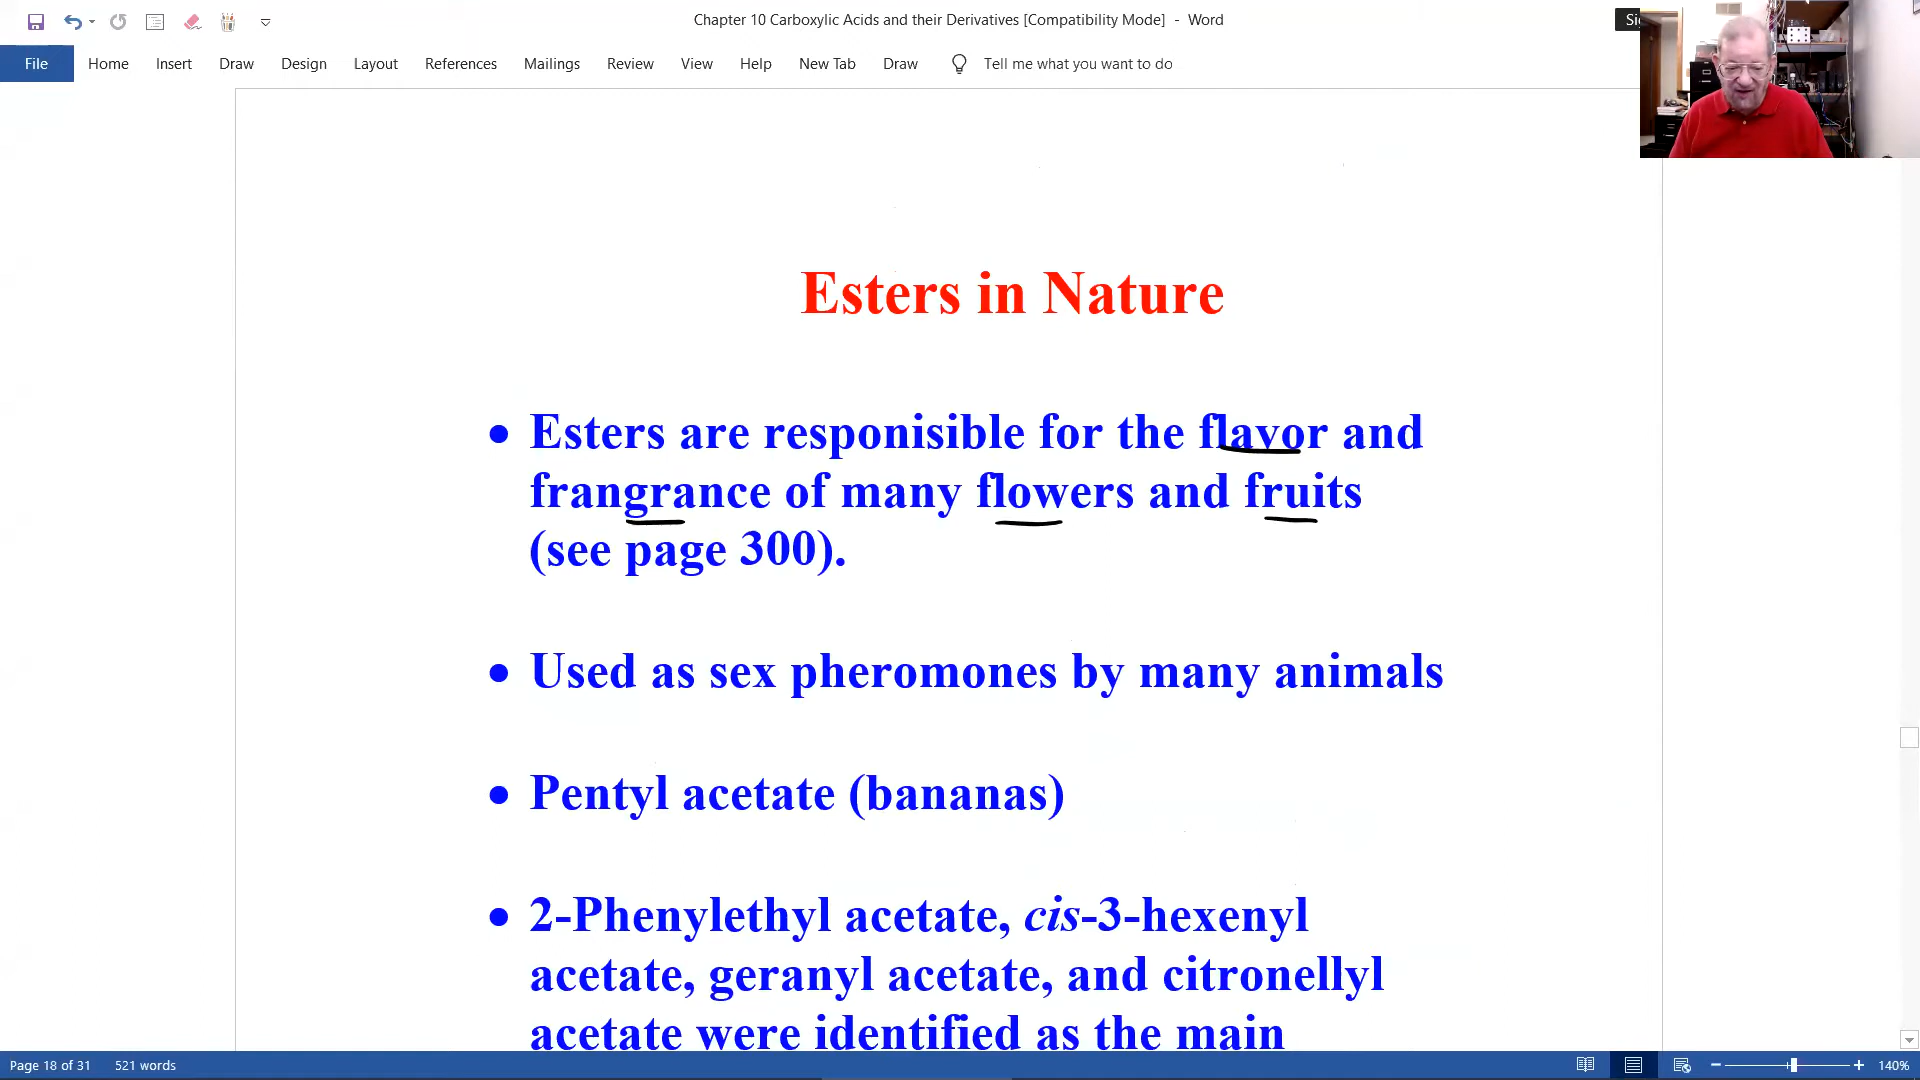 Chapter 10 Carboxylic Acids and their Derivatives [Compatibility Mode] - Word
File Home Insert Draw Design Layout References Mailings Review View Help New Tab Draw Tell me what you want to do
Esters in Nature
• Esters are responisible for the flavor and
frangrance of many flowers and fruits
(see page 300).
• Used as sex pheromones by many animals
• Pentyl acetate (bananas)
• 2-Phenylethyl acetate, cis-3-hexenyl
acetate, geranyl acetate, and citronellyl
acetate were identified as the main
Page 18 of 31 521 words 140%